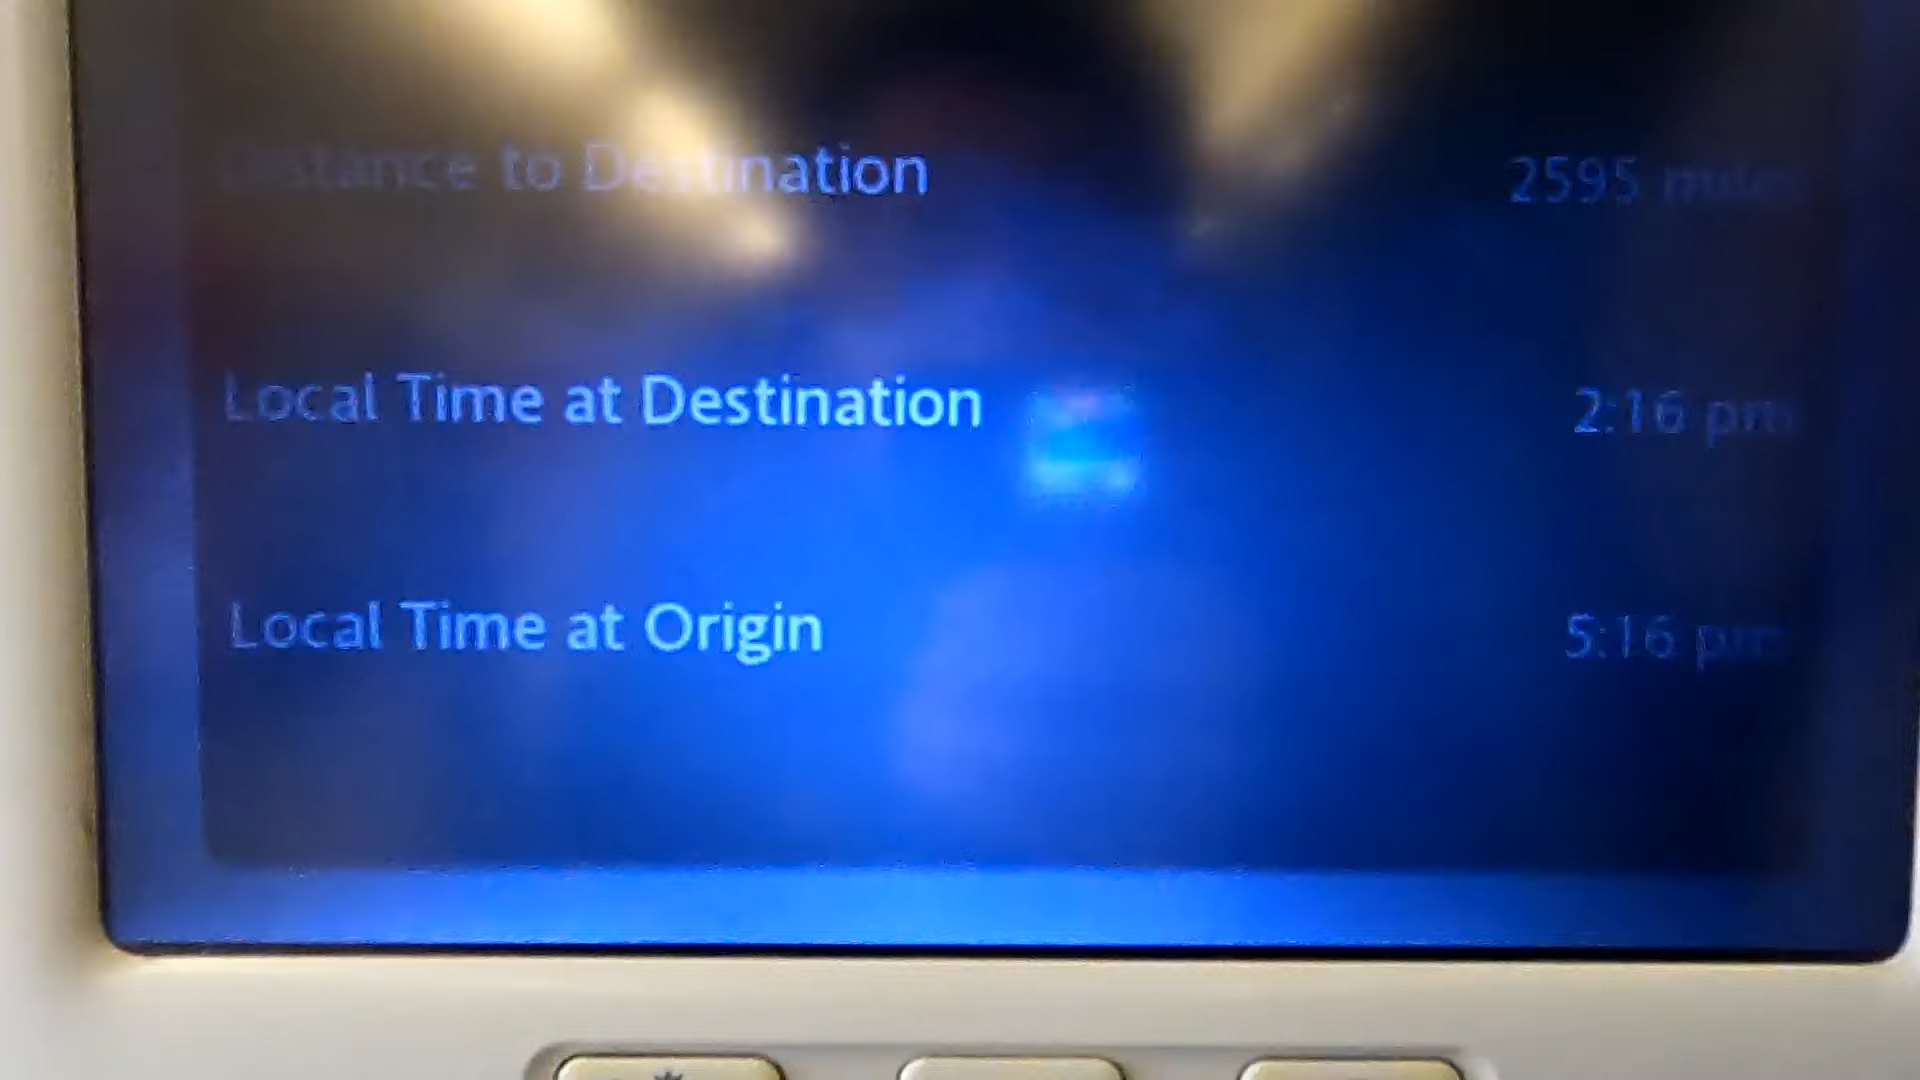 Distance to Destination 2595 miles
Local Time at Destination 2:16 pm
Local Time at Origin 5:16 pm